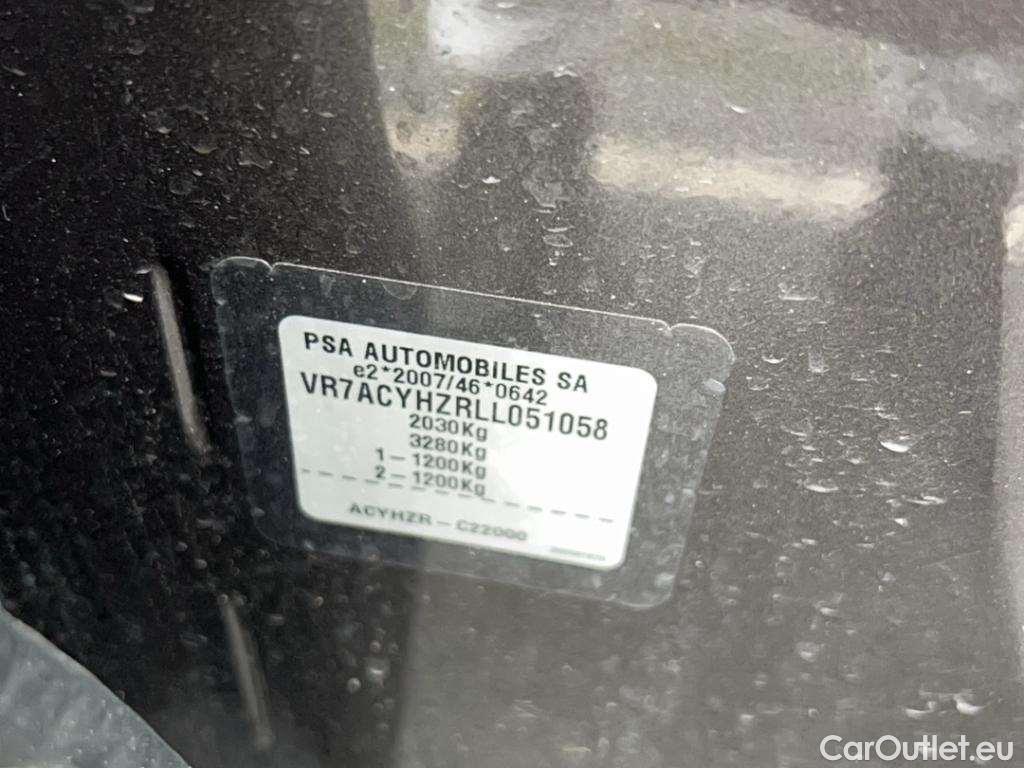 PSA AUTOMOBILES SA
e2*2007/46*0642
VR7ACYHZRLL051058
2030Kg
3280Kg
1 – 1200Kg
2 – 1200Kg
ACYHZR – C22000
CarOutlet.eu